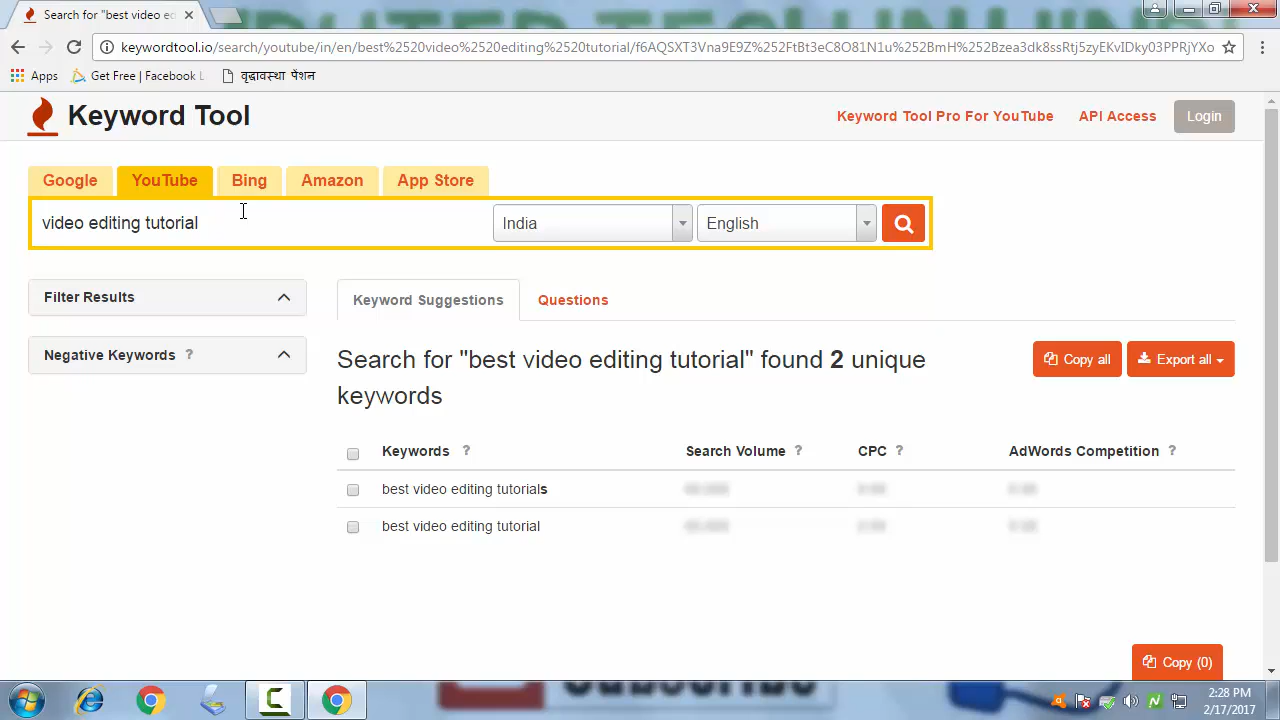 Search for "best video ed
keywordtool.io/search/youtube/in/en/best%2520video%2520editing%2520tutorial/f6AQSXT3Vna9E9Z%252FtBt3eC8O81N1u%252BmH%252Bzea3dk8ssRtj5zyEKvIDky03PPRjYXo
Apps Get Free | Facebook L वृद्धावस्था पेंशन
Keyword Tool
Keyword Tool Pro For YouTube API Access Login
Google YouTube Bing Amazon App Store
video editing tutorial India English
Filter Results
Keyword Suggestions Questions
Negative Keywords ?
Search for "best video editing tutorial" found 2 unique
keywords
Copy all Export all
Keywords ? Search Volume ? CPC ? AdWords Competition ?
best video editing tutorials
best video editing tutorial
Copy (0)
2:28 PM
2/17/2017